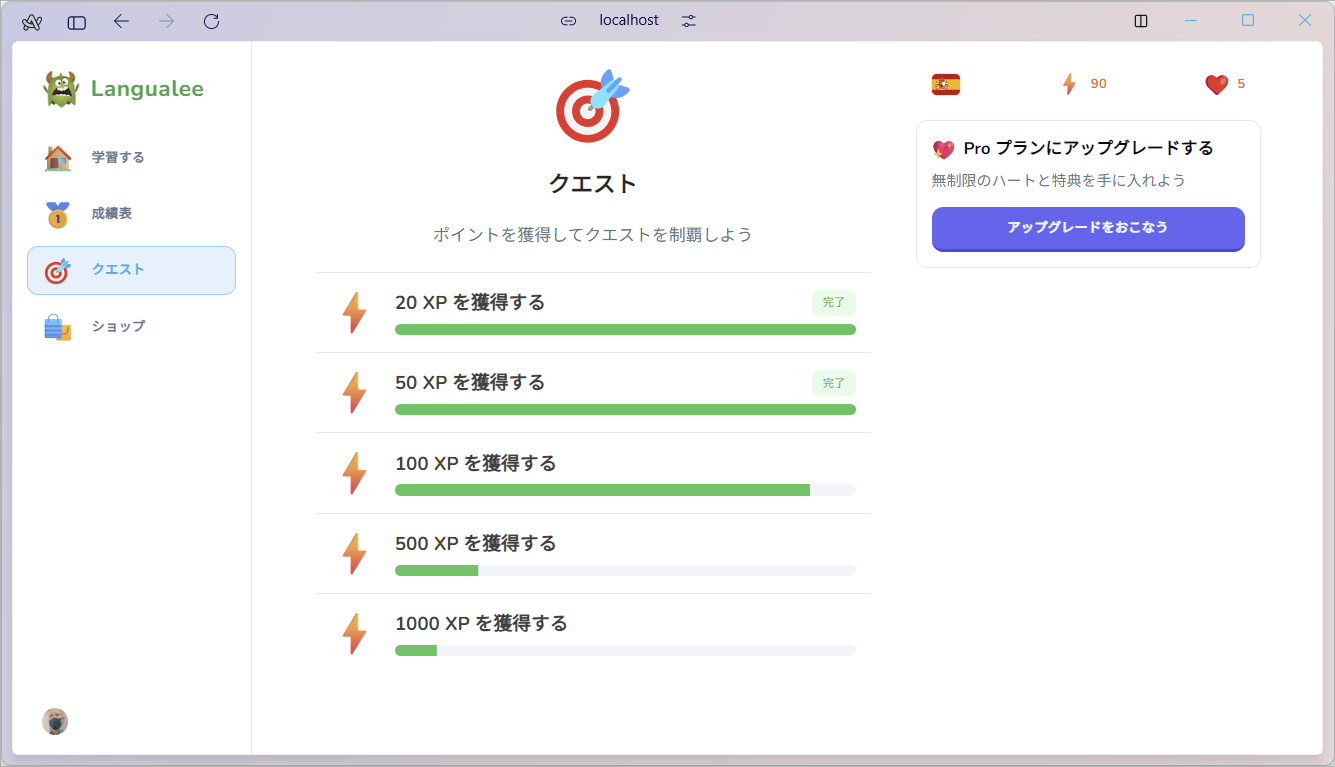 localhost
Langualee
学習する
成績表
クエスト
ショップ
クエスト
ポイントを獲得してクエストを制覇しよう
20 XP を獲得する
完了
50 XP を獲得する
完了
100 XP を獲得する
500 XP を獲得する
1000 XP を獲得する
90
5
Pro プランにアップグレードする
無制限のハートと特典を手に入れよう
アップグレードをおこなう